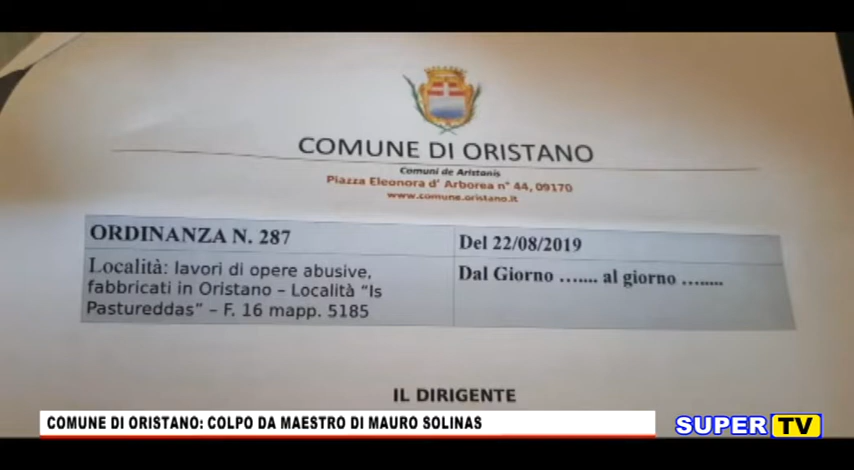 COMUNE DI ORISTANO
Comuni de Aristanis
Piazza Eleonora d' Arborea n° 44, 09170
www.comune.oristano.it
ORDINANZA N. 287
Del 22/08/2019
Località: lavori di opere abusive,
fabbricati in Oristano – Località "Is
Pastureddas" – F. 16 mapp. 5185
Dal Giorno ....... al giorno ........
IL DIRIGENTE
COMUNE DI ORISTANO: COLPO DA MAESTRO DI MAURO SOLINAS
SUPER TV